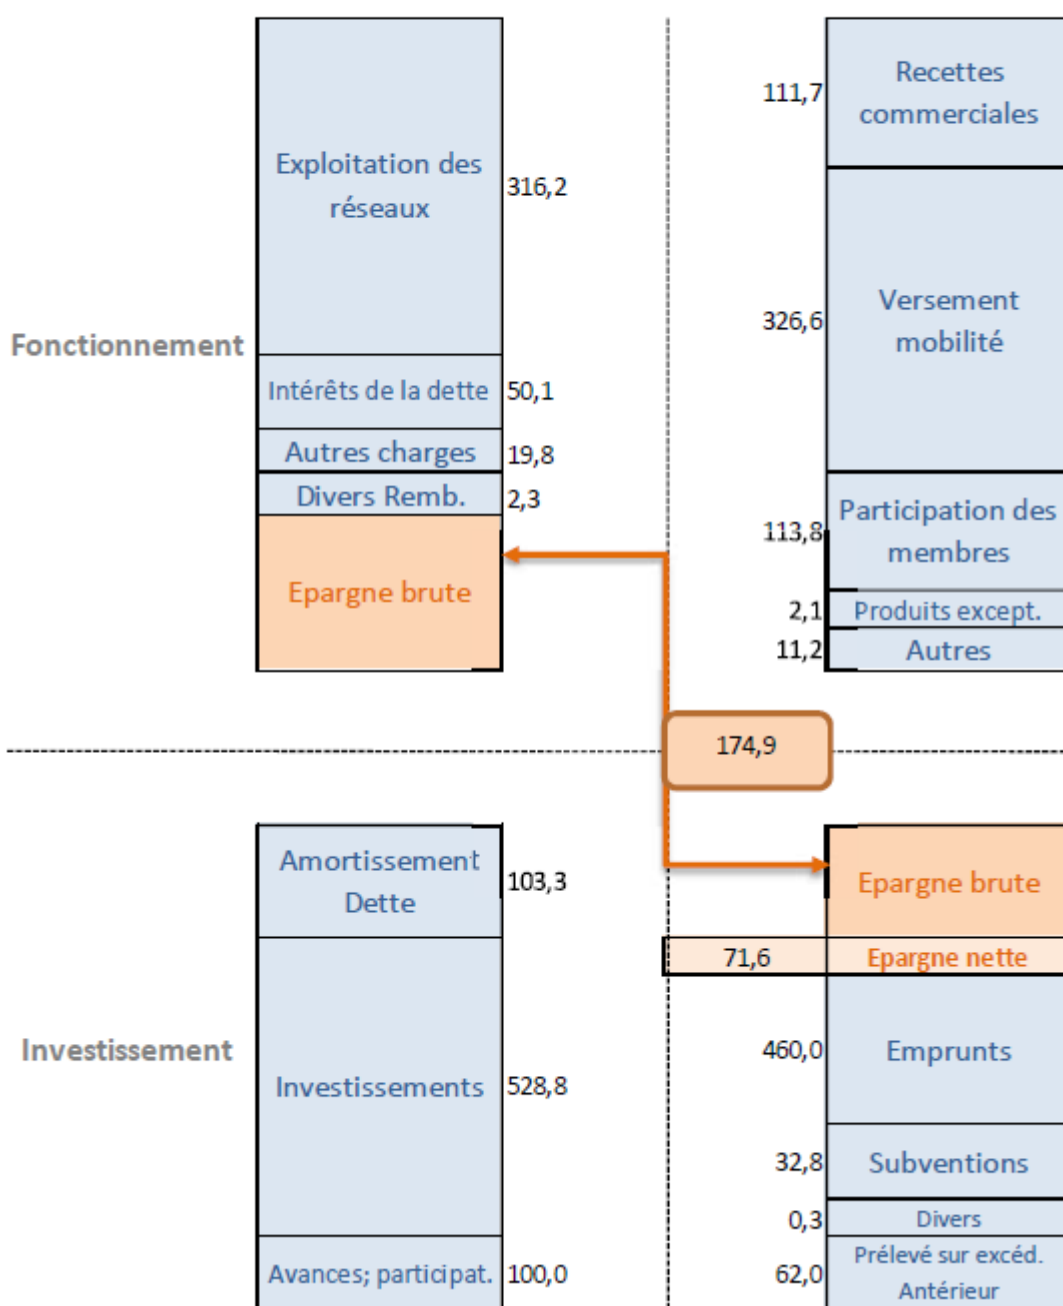 Recettes
111,7
commerciales
Exploitation des
316,2
réseaux
Versement
326,6
mobilité
Fonctionnement
Intérêts de la dette 50,1
Autres charges 19,8
Divers Remb. 2,3
Participation des
113,8
membres
Epargne brute
2,1 Produits except.
11,2 Autres
174,9
Amortissement
103,3
Dette
Epargne brute
71,6 Epargne nette
Investissement
460,0 Emprunts
Investissements 528,8
32,8 Subventions
0,3 Divers
Avances; participat. 100,0
Prélevé sur excéd.
62,0
Antérieur